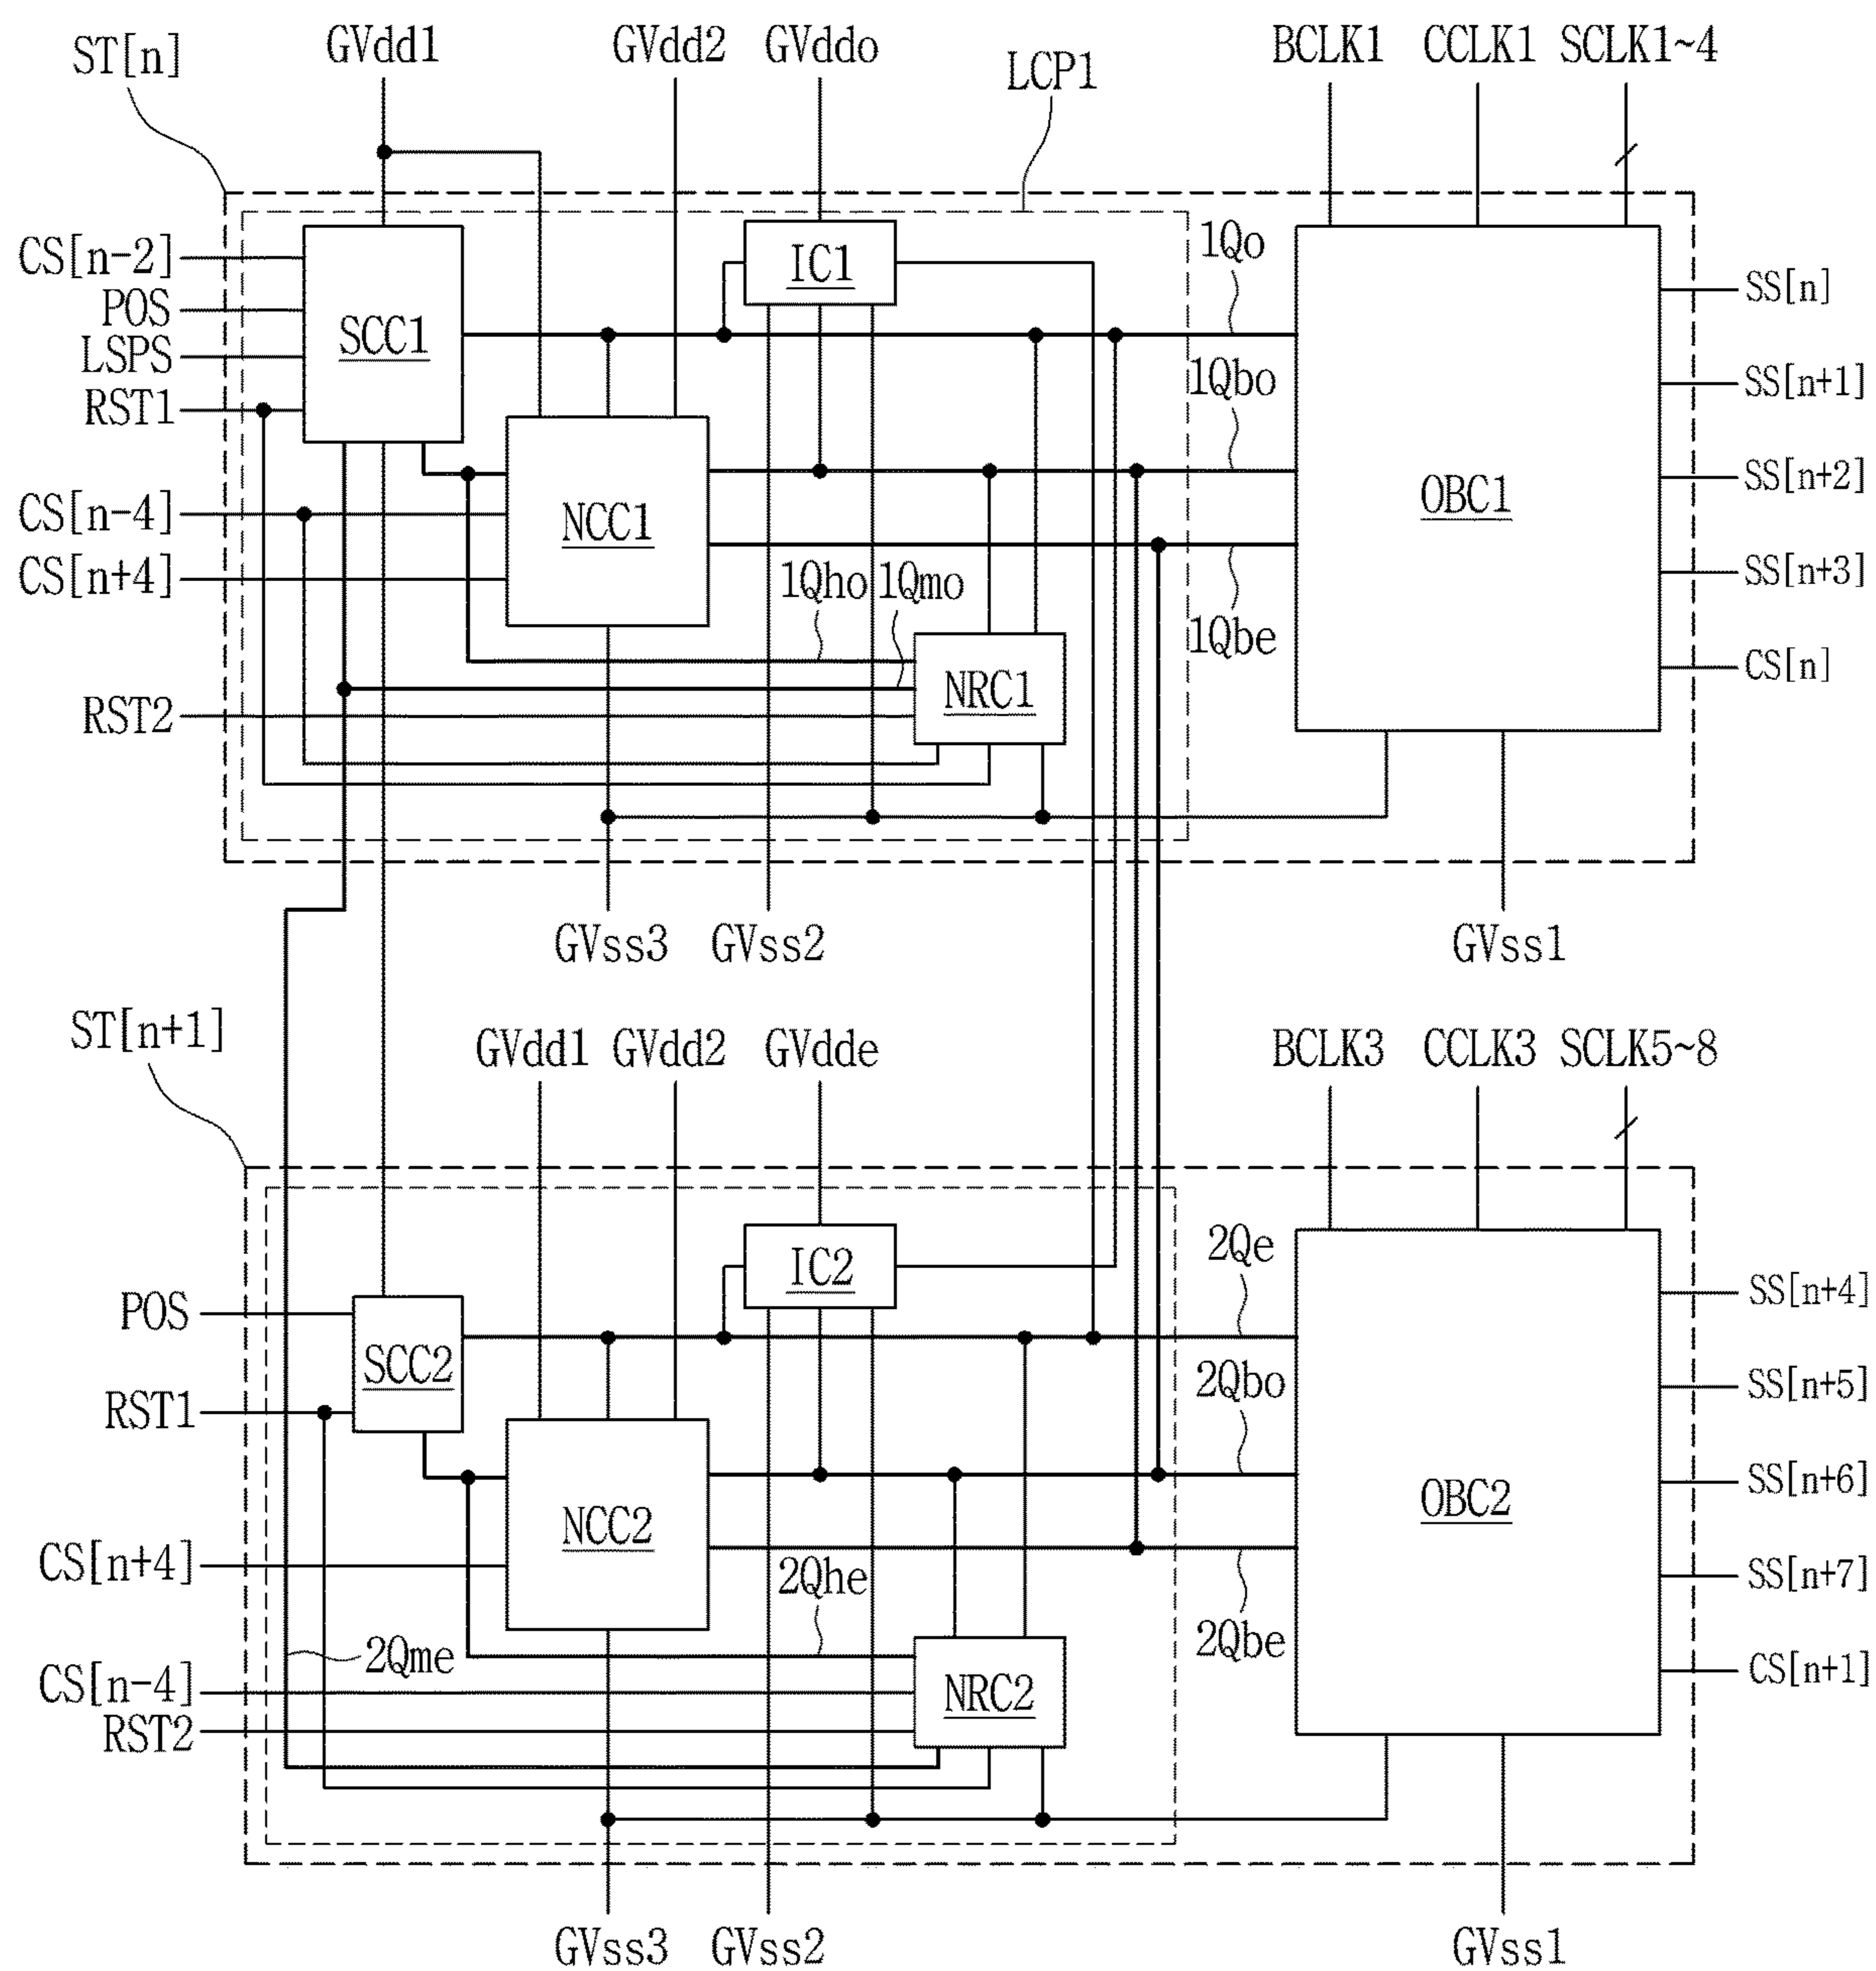 ST[n]
GVdd1
GVdd2
GVddo
LCP1
BCLK1
CCLK1
SCLK1~4
CS[n-2]
POS
LSPS
RST1
SCC1
IC1
1Qo
1Qbo
SS[n]
SS[n+1]
SS[n+2]
SS[n+3]
CS[n]
OBC1
CS[n-4]
CS[n+4]
NCC1
1Qho
1Qmo
1Qbe
RST2
NRC1
GVss3
GVss2
GVss1
ST[n+1]
GVdd1
GVdd2
GVdde
BCLK3
CCLK3
SCLK5~8
POS
RST1
SCC2
IC2
2Qe
2Qbo
SS[n+4]
SS[n+5]
SS[n+6]
SS[n+7]
CS[n+1]
OBC2
NCC2
CS[n+4]
2Qhe
2Qbe
2Qme
CS[n-4]
RST2
NRC2
GVss3
GVss2
GVss1